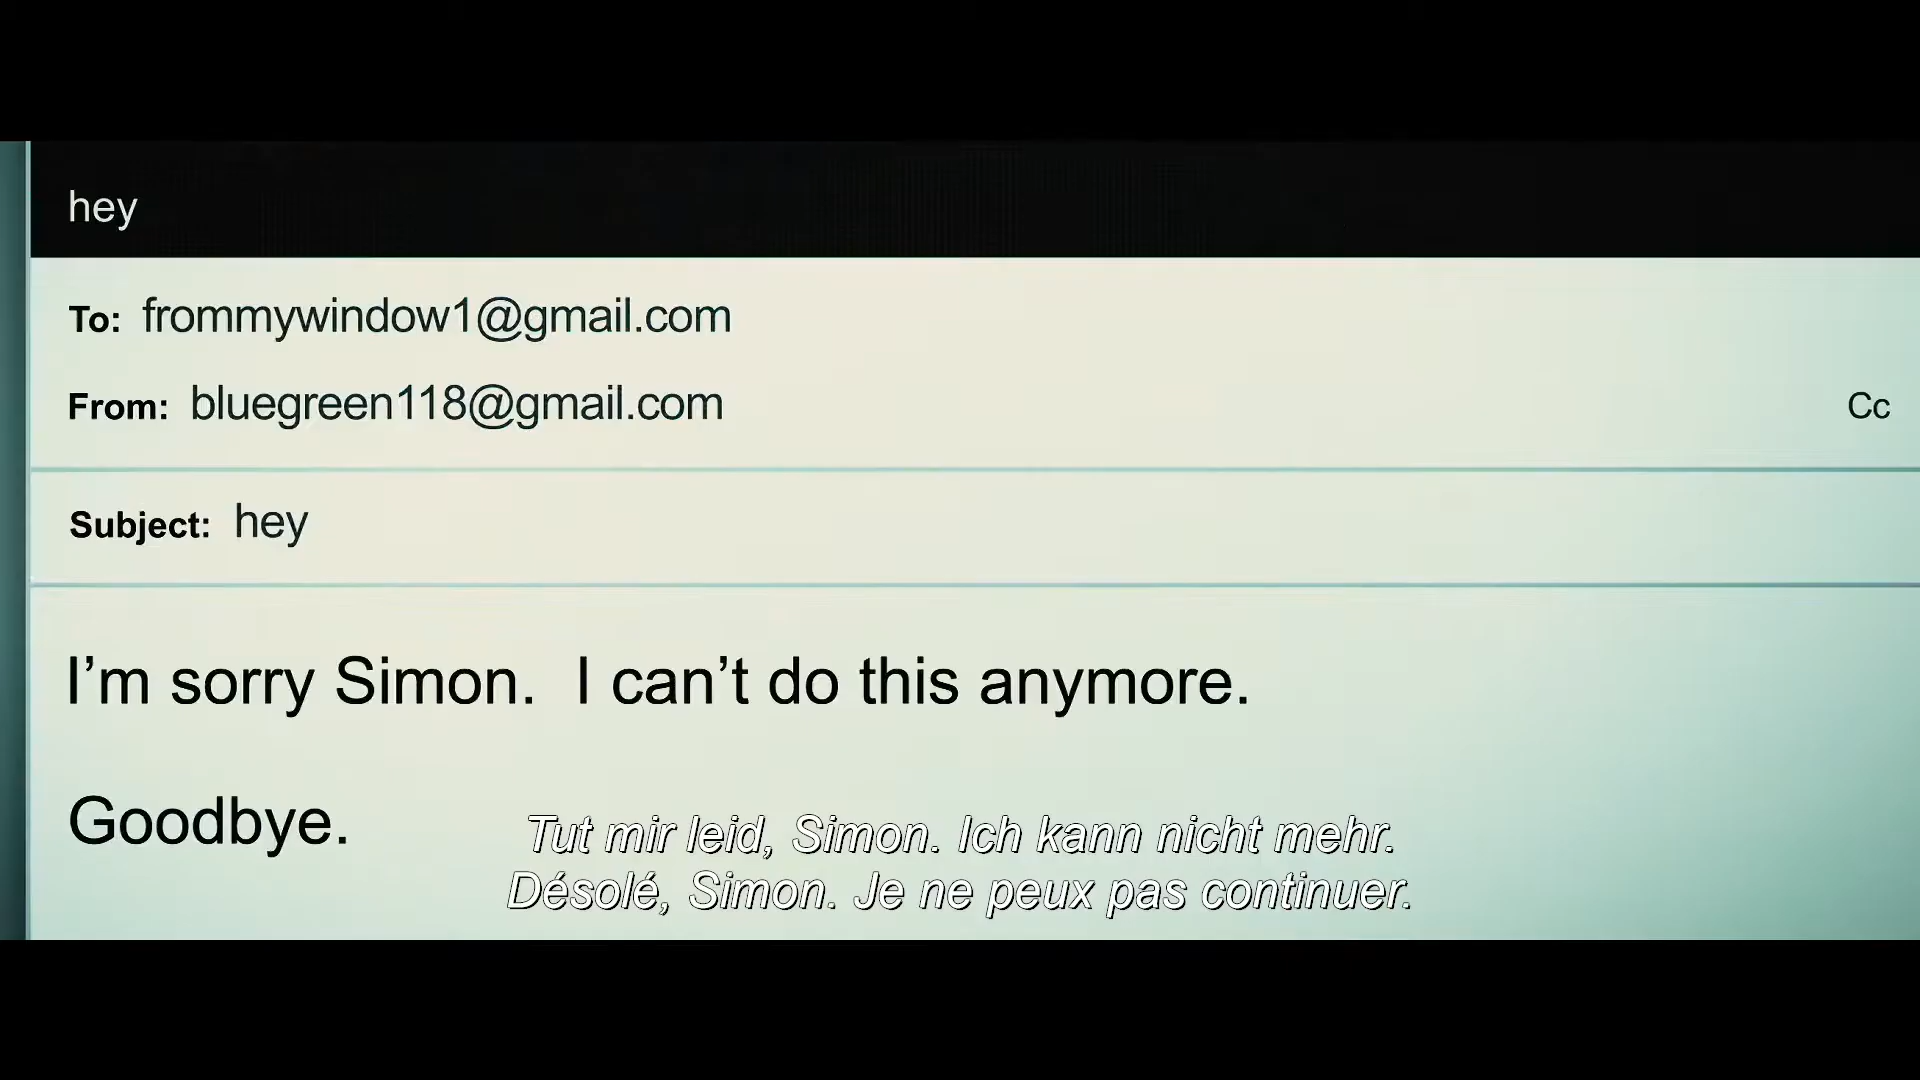 hey
To: frommywindow1@gmail.com
From: bluegreen118@gmail.com
Cc
Subject: hey
I’m sorry Simon.  I can’t do this anymore.
Goodbye.
Tut mir leid, Simon. Ich kann nicht mehr.
Désolé, Simon. Je ne peux pas continuer.